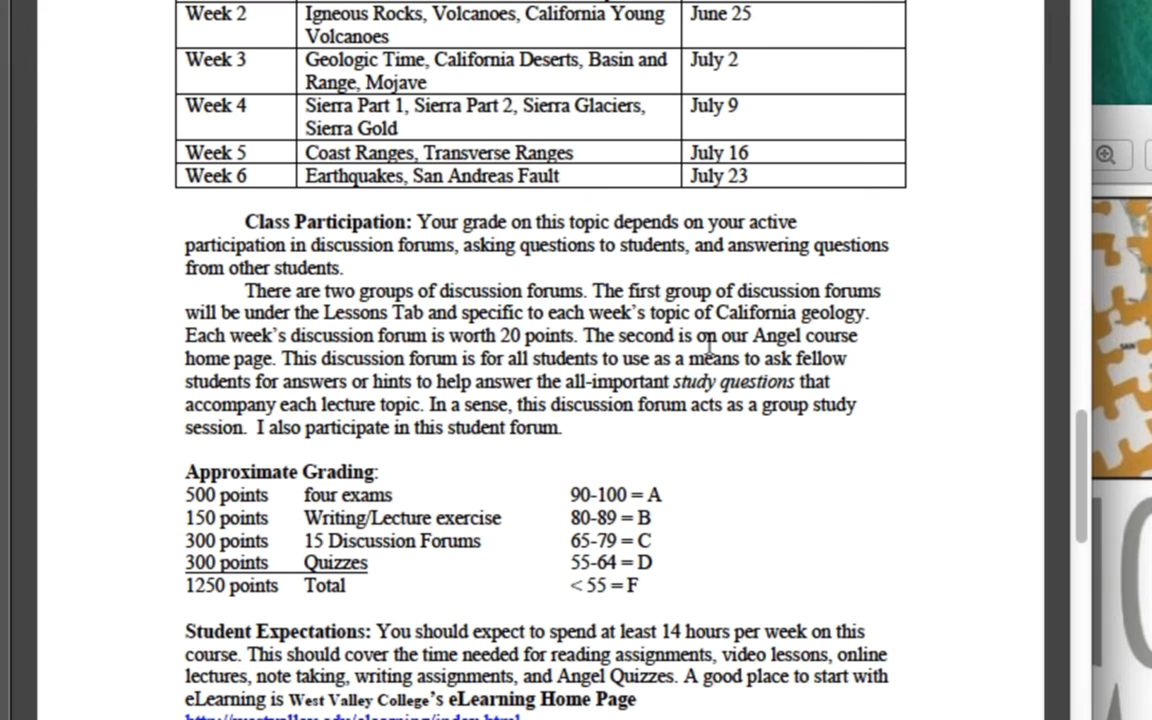 Week 2 Igneous Rocks, Volcanoes, California Young June 25
Volcanoes
Week 3 Geologic Time, California Deserts, Basin and July 2
Range, Mojave
Week 4 Sierra Part 1, Sierra Part 2, Sierra Glaciers, July 9
Sierra Gold
Week 5 Coast Ranges, Transverse Ranges July 16
Week 6 Earthquakes, San Andreas Fault July 23
Class Participation: Your grade on this topic depends on your active
participation in discussion forums, asking questions to students, and answering questions
from other students.
There are two groups of discussion forums. The first group of discussion forums
will be under the Lessons Tab and specific to each week's topic of California geology.
Each week's discussion forum is worth 20 points. The second is on our Angel course
home page. This discussion forum is for all students to use as a means to ask fellow
students for answers or hints to help answer the all-important study questions that
accompany each lecture topic. In a sense, this discussion forum acts as a group study
session. I also participate in this student forum.
Approximate Grading:
500 points four exams 90-100 = A
150 points Writing/Lecture exercise 80-89 = B
300 points 15 Discussion Forums 65-79 = C
300 points Quizzes 55-64 = D
1250 points Total < 55 = F
Student Expectations: You should expect to spend at least 14 hours per week on this
course. This should cover the time needed for reading assignments, video lessons, online
lectures, note taking, writing assignments, and Angel Quizzes. A good place to start with
eLearning is West Valley College's eLearning Home Page
http://westvalley.edu/elearning/index.html